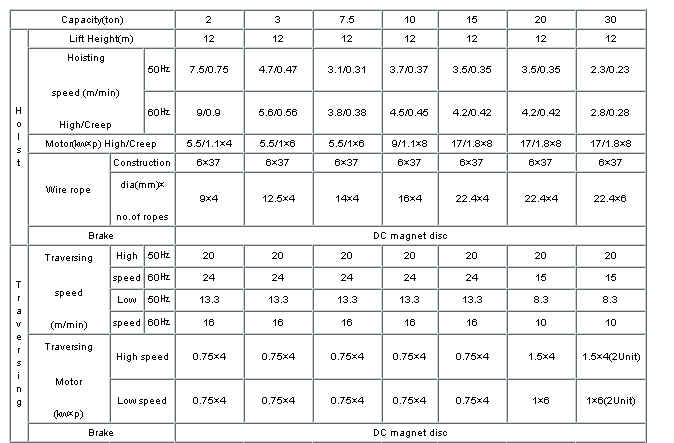 Capacity(ton) 2 3 7.5 10 15 20 30
Holst
Lift Height(m) 12 12 12 12 12 12 12
Hoisting speed (m/min) High/Creep
50Hz 7.5/0.75 4.7/0.47 3.1/0.31 3.7/0.37 3.5/0.35 3.5/0.35 2.3/0.23
60Hz 9/0.9 5.6/0.56 3.8/0.38 4.5/0.45 4.2/0.42 4.2/0.42 2.8/0.28
Motor(kw×p) High/Creep 5.5/1.1×4 5.5/1×6 5.5/1×6 9/1.1×8 17/1.8×8 17/1.8×8 17/1.8×8
Wire rope
Construction 6×37 6×37 6×37 6×37 6×37 6×37 6×37
dia(mm)× no.of ropes 9×4 12.5×4 14×4 16×4 22.4×4 22.4×4 22.4×6
Brake DC magnet disc
Traversing
Traversing speed (m/min)
High 50Hz 20 20 20 20 20 20 20
speed 60Hz 24 24 24 24 24 15 15
Low 50Hz 13.3 13.3 13.3 13.3 13.3 8.3 8.3
speed 60Hz 16 16 16 16 16 10 10
Traversing Motor (kw×p)
High speed 0.75×4 0.75×4 0.75×4 0.75×4 0.75×4 1.5×4 1.5×4(2Unit)
Low speed 0.75×4 0.75×4 0.75×4 0.75×4 0.75×4 1×6 1×6(2Unit)
Brake DC magnet disc